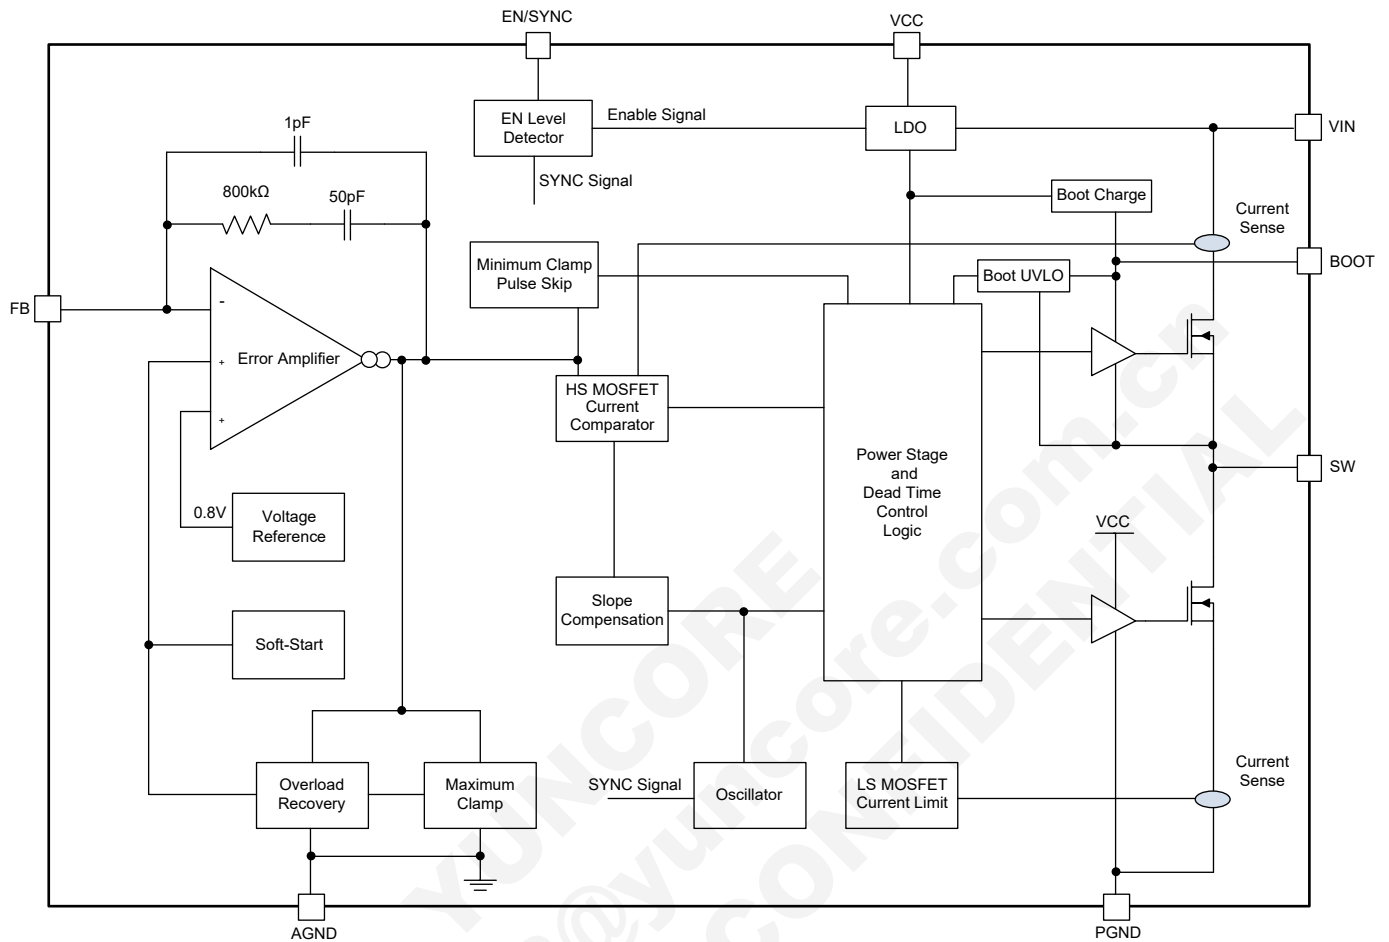 EN/SYNC
VCC
EN Level
Detector
Enable Signal
LDO
VIN
SYNC Signal
1pF
800kΩ
50pF
Boot Charge
Current
Sense
Minimum Clamp
Pulse Skip
Boot UVLO
BOOT
FB
-
Error Amplifier
+
+
HS MOSFET
Current
Comparator
Power Stage
and
Dead Time
Control
Logic
SW
0.8V
Voltage
Reference
VCC
Slope
Compensation
Soft-Start
Overload
Recovery
Maximum
Clamp
SYNC Signal
Oscillator
LS MOSFET
Current Limit
Current
Sense
AGND
PGND
YUNCORE
s@yuncore.com.cn
CONFIDENTIAL